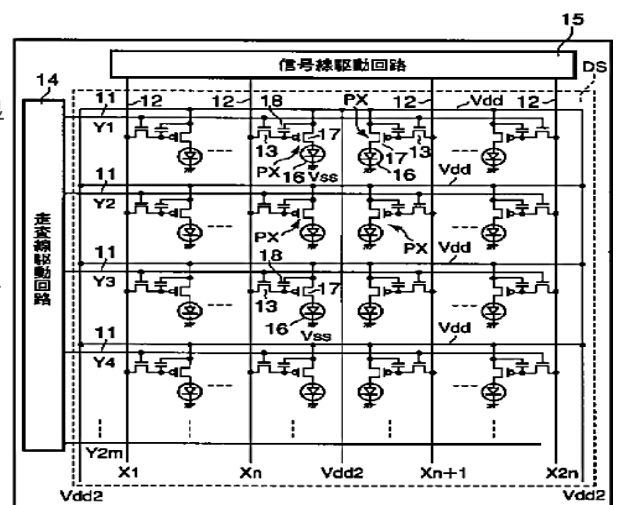 15
信号線駆動回路
DS
14
11 12 12 18 PX 12 Vdd 12
Y1 13 17 17 13
PX 16 Vss 16
11 Vdd
Y2
PX PX
走査線駆動回路
11 18 Vdd
Y3 13 17
16
Vss
11 Vdd
Y4
Y2m
X1 Xn Vdd2 Xn+1 X2n
Vdd2 Vdd2